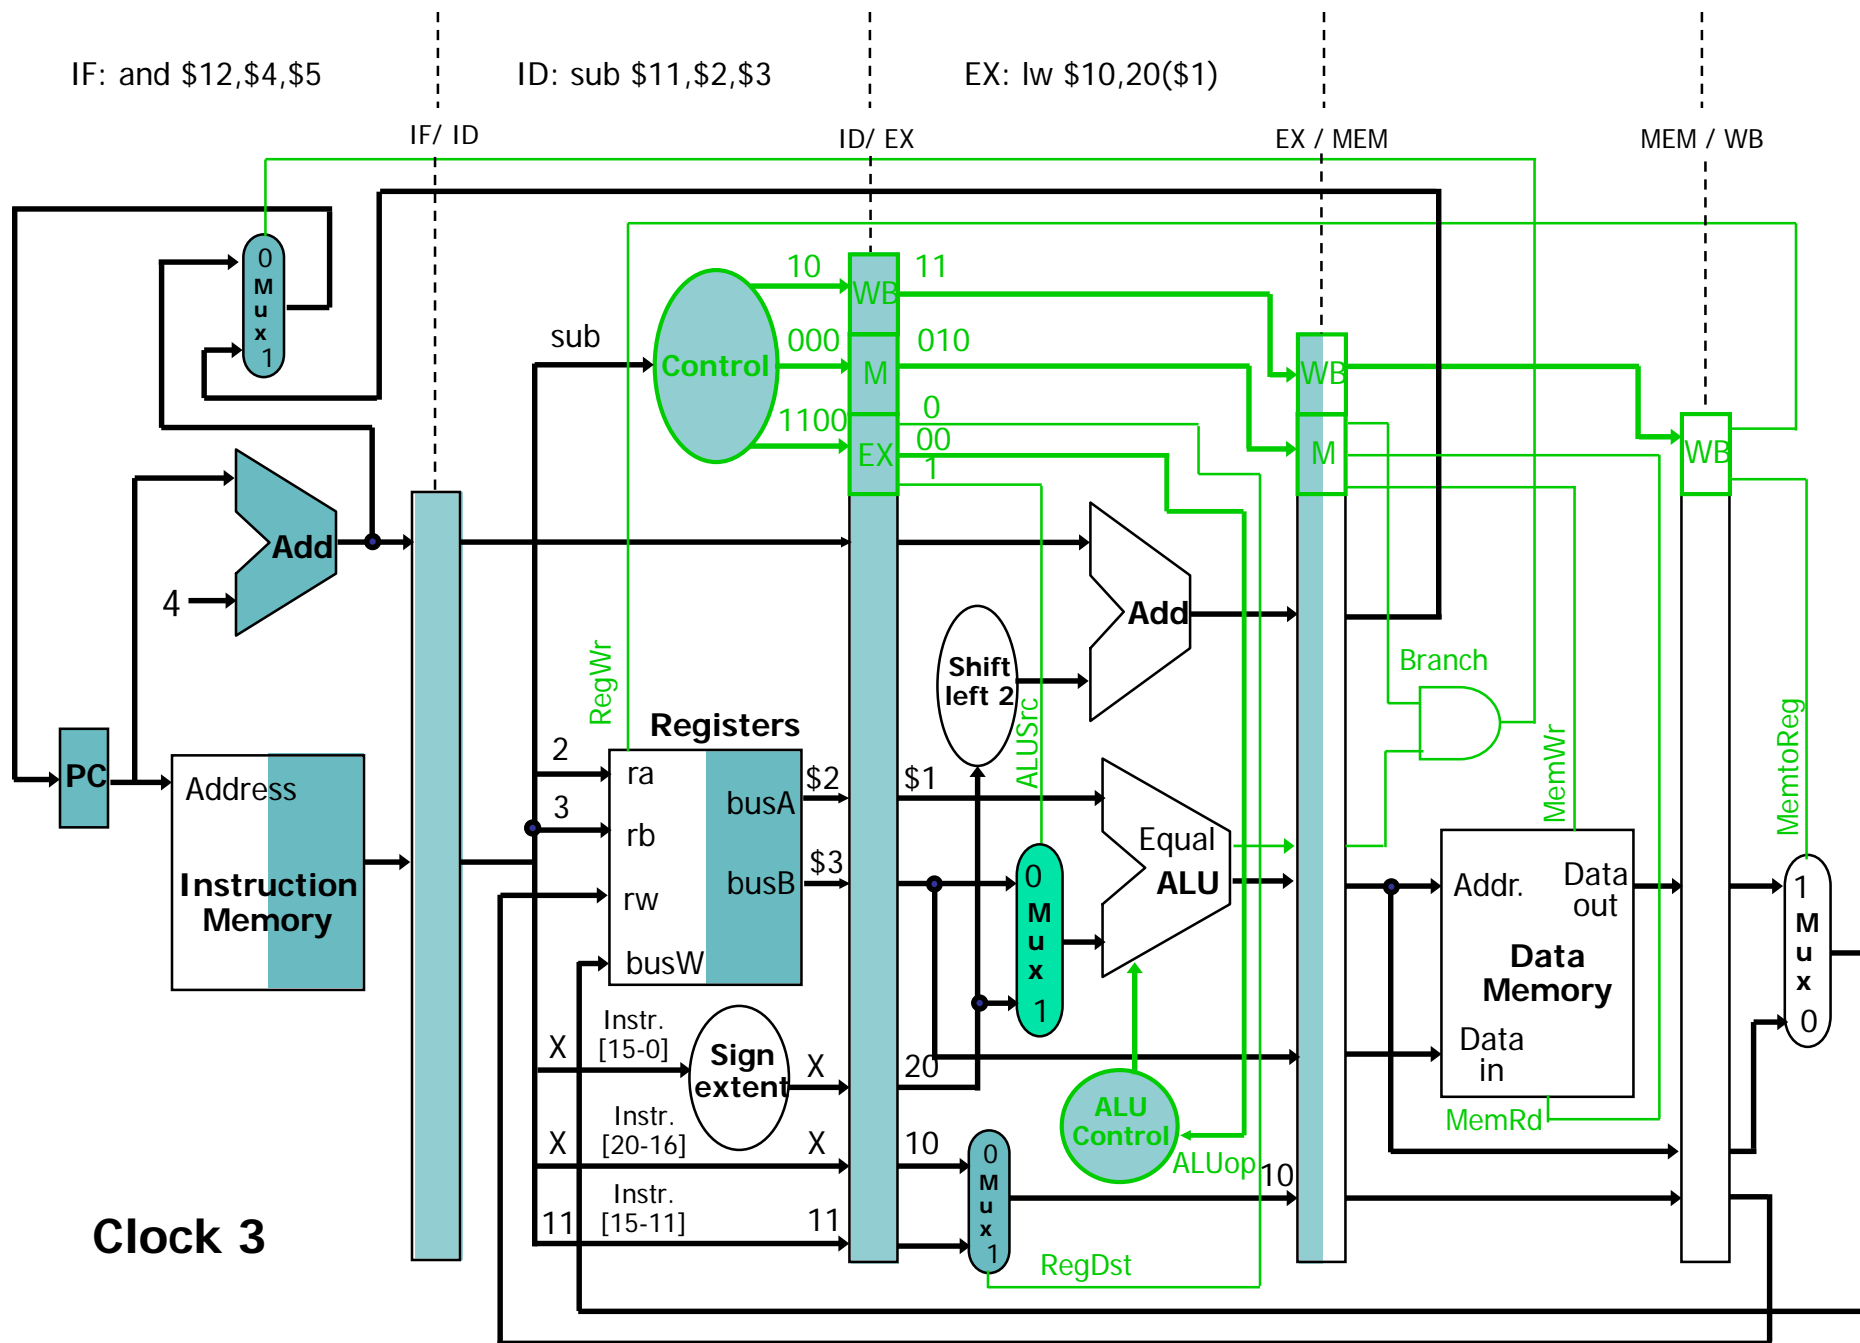 IF: and $12,$4,$5
ID: sub $11,$2,$3
EX: lw $10,20($1)
IF/ ID
ID/ EX
EX / MEM
MEM / WB
0
M
u
x
1
10
11
WB
sub
Control
000
010
M
WB
1100
0
00
1
EX
M
WB
Add
4
Add
Shift
left 2
RegWr
ALUSrc
Branch
MemWr
MemtoReg
Registers
PC
Address
Instruction
Memory
2
ra
3
rb
rw
busW
busA
busB
$2
$3
$1
Equal
ALU
0
M
u
x
1
Addr.
Data
out
Data
Memory
Data
in
1
M
u
x
0
X
Instr.
[15-0]
Sign
extent
X
20
ALU
Control
MemRd
X
Instr.
[20-16]
X
10
0
M
u
x
1
ALUop
10
11
Instr.
[15-11]
11
RegDst
Clock 3